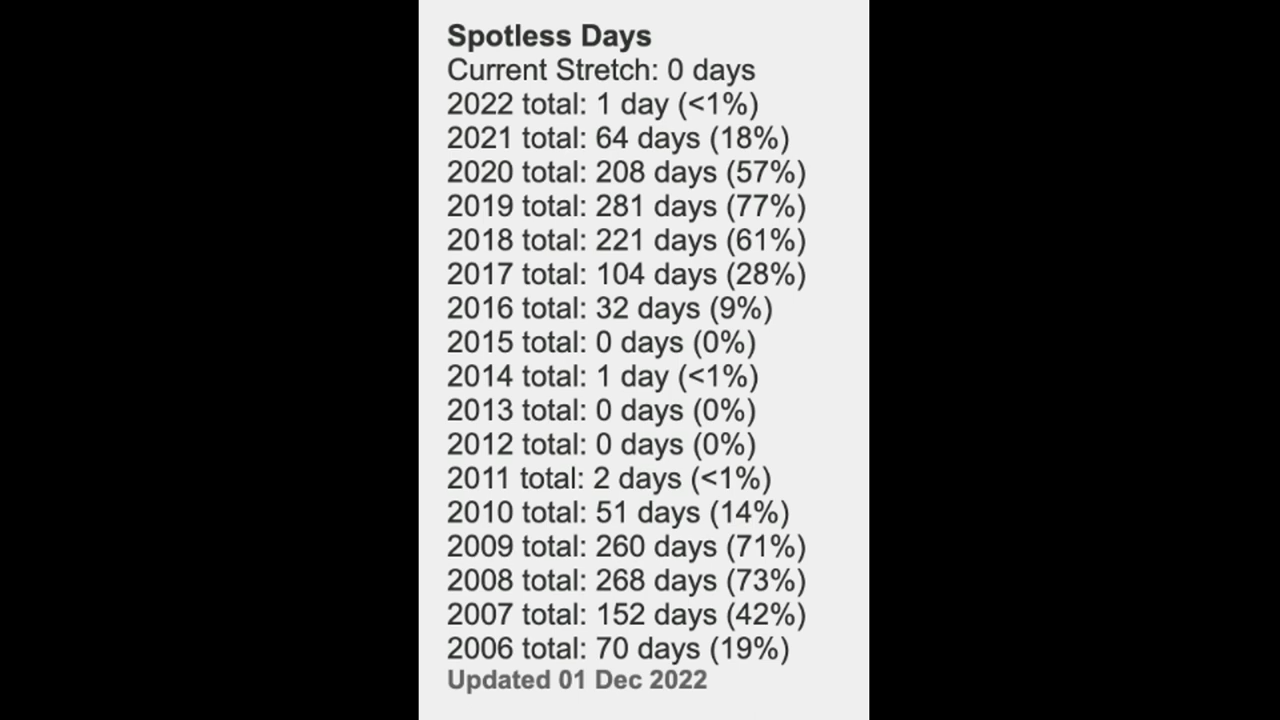 Spotless Days
Current Stretch: 0 days
2022 total: 1 day (<1%)
2021 total: 64 days (18%)
2020 total: 208 days (57%)
2019 total: 281 days (77%)
2018 total: 221 days (61%)
2017 total: 104 days (28%)
2016 total: 32 days (9%)
2015 total: 0 days (0%)
2014 total: 1 day (<1%)
2013 total: 0 days (0%)
2012 total: 0 days (0%)
2011 total: 2 days (<1%)
2010 total: 51 days (14%)
2009 total: 260 days (71%)
2008 total: 268 days (73%)
2007 total: 152 days (42%)
2006 total: 70 days (19%)
Updated 01 Dec 2022